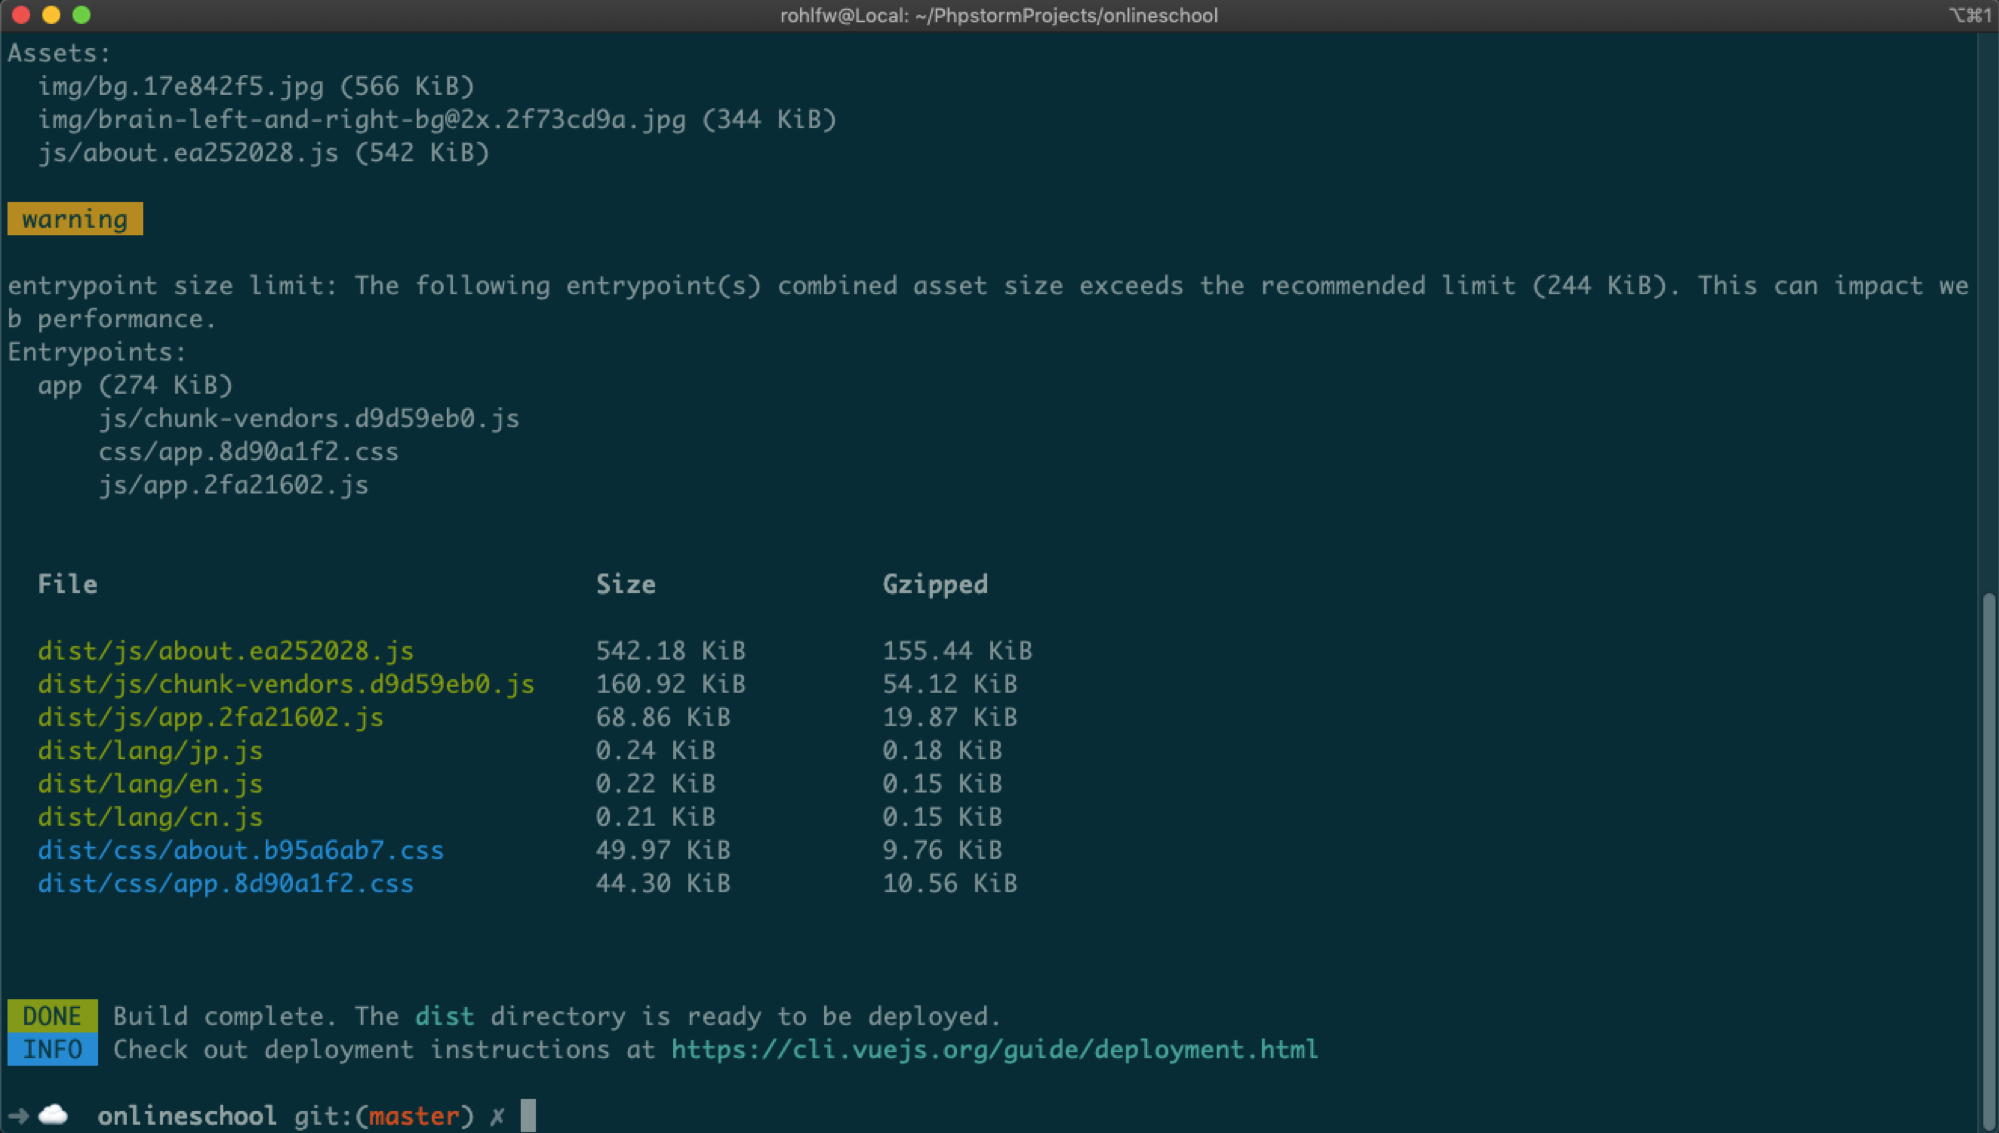 rohlfw@Local: ~/PhpstormProjects/onlineschool
⌥⌘1
Assets:
img/bg.17e842f5.jpg (566 KiB)
img/brain-left-and-right-bg@2x.2f73cd9a.jpg (344 KiB)
js/about.ea252028.js (542 KiB)
warning
entrypoint size limit: The following entrypoint(s) combined asset size exceeds the recommended limit (244 KiB). This can impact we
b performance.
Entrypoints:
app (274 KiB)
js/chunk-vendors.d9d59eb0.js
css/app.8d90a1f2.css
js/app.2fa21602.js
File Size Gzipped
dist/js/about.ea252028.js 542.18 KiB 155.44 KiB
dist/js/chunk-vendors.d9d59eb0.js 160.92 KiB 54.12 KiB
dist/js/app.2fa21602.js 68.86 KiB 19.87 KiB
dist/lang/jp.js 0.24 KiB 0.18 KiB
dist/lang/en.js 0.22 KiB 0.15 KiB
dist/lang/cn.js 0.21 KiB 0.15 KiB
dist/css/about.b95a6ab7.css 49.97 KiB 9.76 KiB
dist/css/app.8d90a1f2.css 44.30 KiB 10.56 KiB
DONE Build complete. The dist directory is ready to be deployed.
INFO Check out deployment instructions at https://cli.vuejs.org/guide/deployment.html
➜ ☁️ onlineschool git:(master) ✗